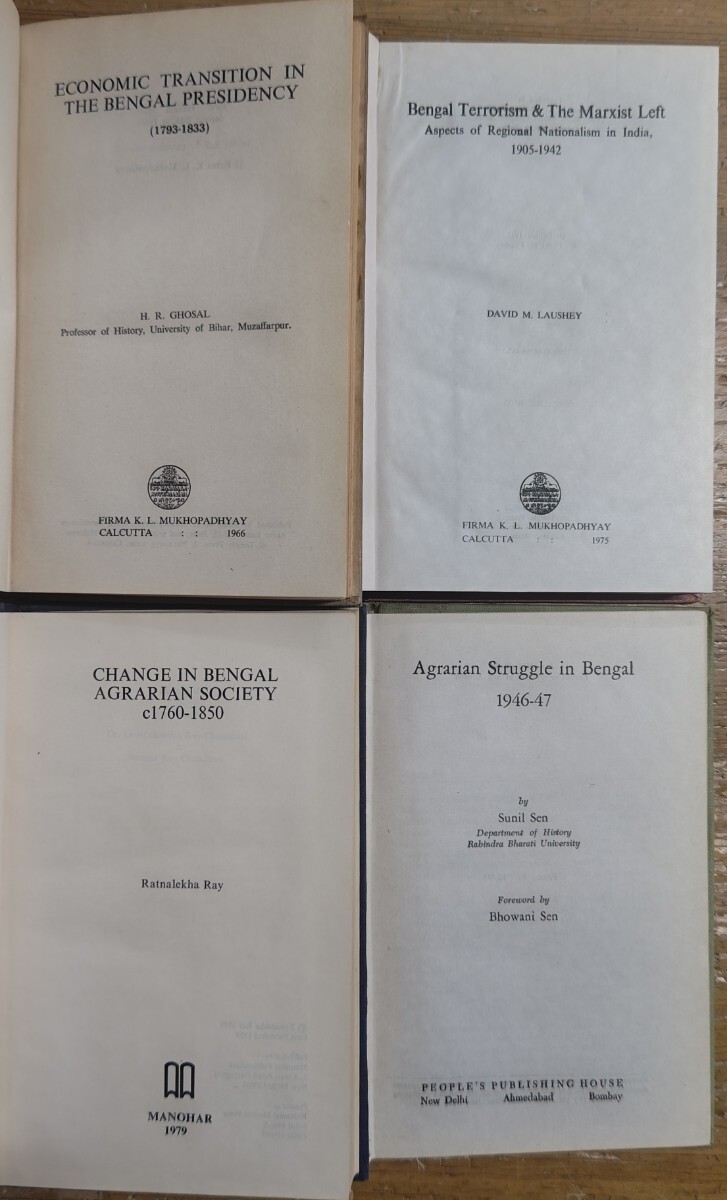 ECONOMIC TRANSITION IN
THE BENGAL PRESIDENCY
(1793-1833)
H. R. GHOSAL
Professor of History, University of Bihar, Muzaffarpur.
FIRMA K. L. MUKHOPADHYAY
CALCUTTA : : 1966
Bengal Terrorism & The Marxist Left
Aspects of Regional Nationalism in India,
1905-1942
DAVID M. LAUSHEY
FIRMA K. L. MUKHOPADHYAY
CALCUTTA : : 1975
CHANGE IN BENGAL
AGRARIAN SOCIETY
c1760-1850
Ratnalekha Ray
MANOHAR
1979
Agrarian Struggle in Bengal
1946-47
by
Sunil Sen
Department of History
Rabindra Bharati University
Foreword by
Bhowani Sen
PEOPLE'S PUBLISHING HOUSE
New Delhi Ahmedabad Bombay